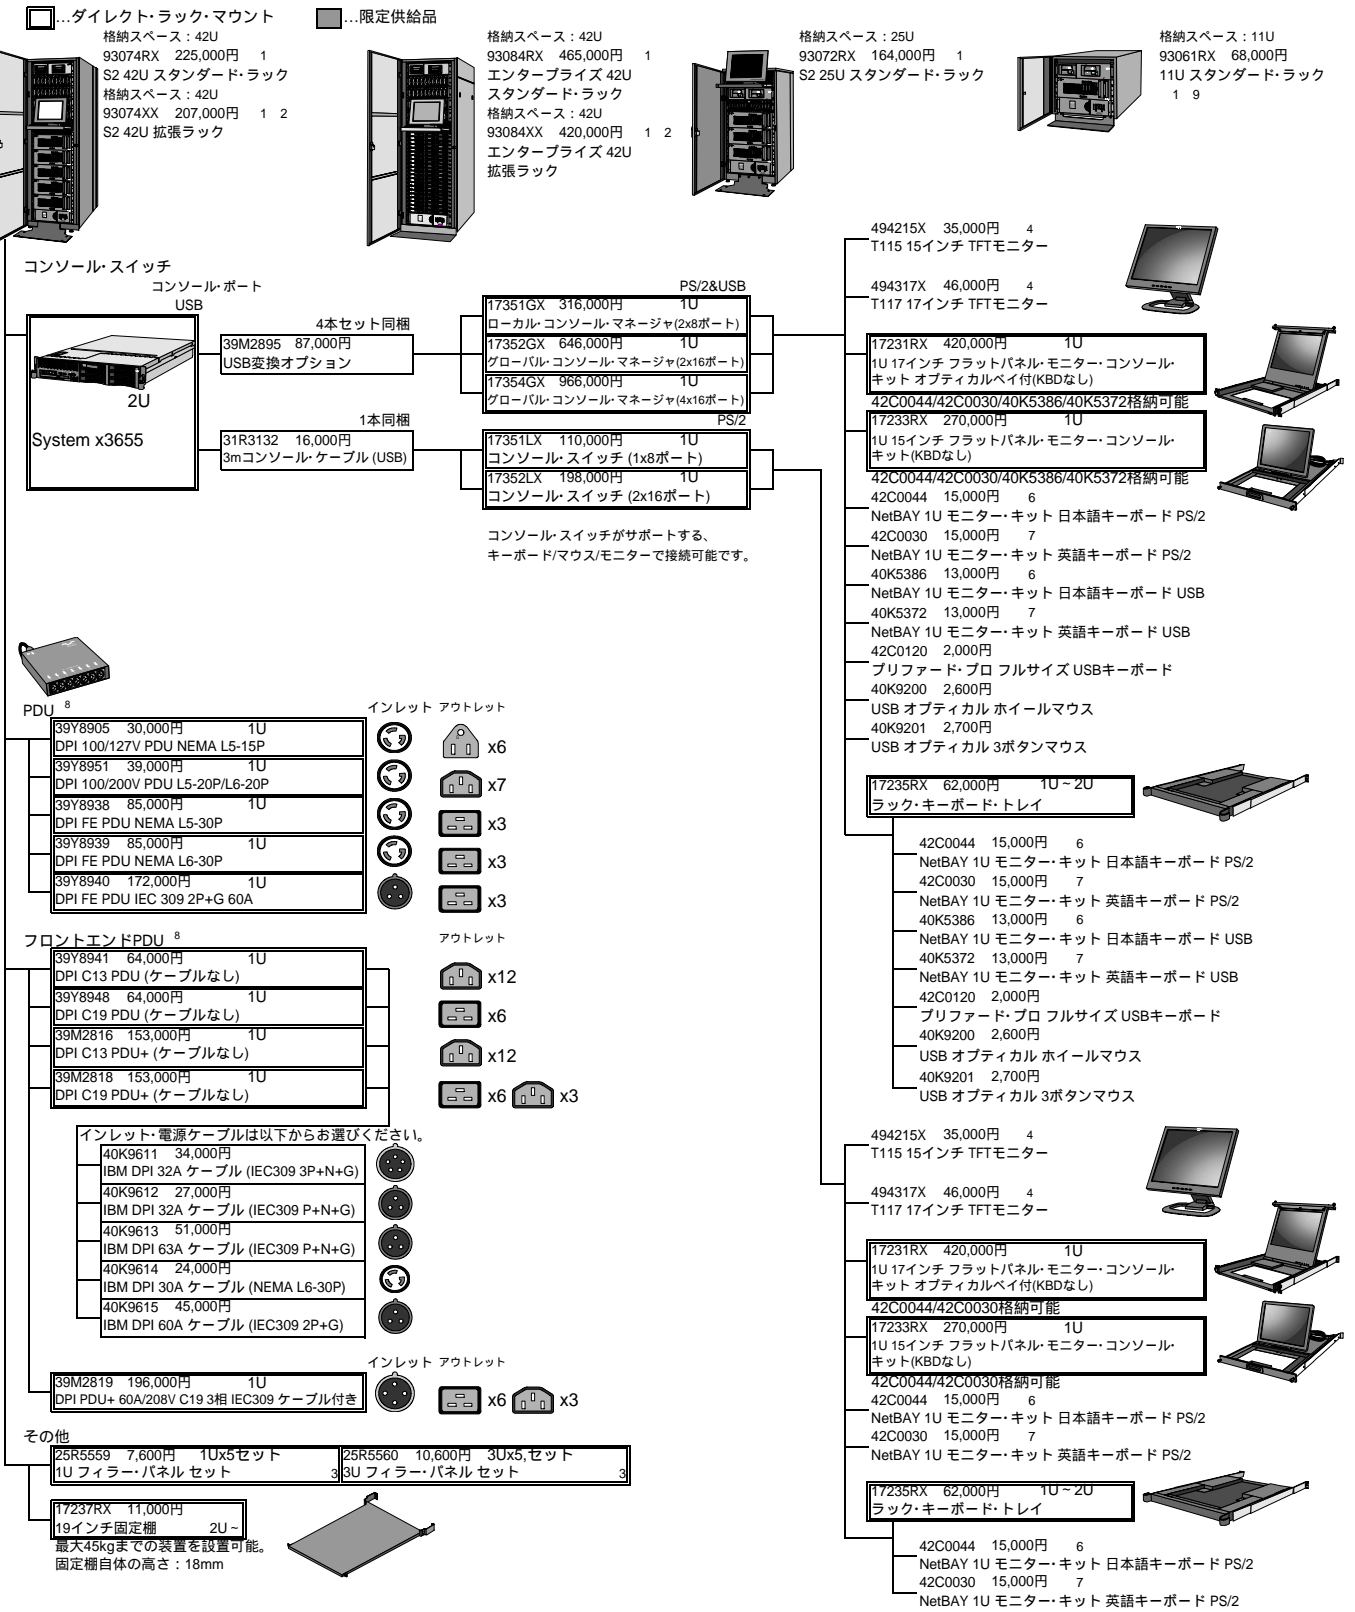 …ダイレクト・ラック・マウント
…限定供給品
格納スペース：42U
93074RX 225,000円 1
S2 42U スタンダード・ラック
格納スペース：42U
93074XX 207,000円 1 2
S2 42U 拡張ラック
格納スペース：42U
93084RX 465,000円 1
エンタープライズ 42U
スタンダード・ラック
格納スペース：42U
93084XX 420,000円 1 2
エンタープライズ 42U
拡張ラック
格納スペース：25U
93072RX 164,000円 1
S2 25U スタンダード・ラック
格納スペース：11U
93061RX 68,000円
11U スタンダード・ラック
1 9
コンソール・スイッチ
コンソール・ポート
USB
2U
System x3655
4本セット同梱
39M2895 87,000円
USB変換オプション
1本同梱
31R3132 16,000円
3mコンソール・ケーブル (USB)
PS/2&USB
17351GX 316,000円 1U
ローカル・コンソール・マネージャ(2x8ポート)
17352GX 646,000円 1U
グローバル・コンソール・マネージャ(2x16ポート)
17354GX 966,000円 1U
グローバル・コンソール・マネージャ(4x16ポート)
PS/2
17351LX 110,000円 1U
コンソール・スイッチ (1x8ポート)
17352LX 198,000円 1U
コンソール・スイッチ (2x16ポート)
コンソール・スイッチがサポートする、
キーボード/マウス/モニターで接続可能です。
494215X 35,000円 4
T115 15インチ TFTモニター
494317X 46,000円 4
T117 17インチ TFTモニター
17231RX 420,000円 1U
1U 17インチ フラットパネル・モニター・コンソール・
キット オプティカルベイ付(KBDなし)
42C0044/42C0030/40K5386/40K5372格納可能
17233RX 270,000円 1U
1U 15インチ フラットパネル・モニター・コンソール・
キット(KBDなし)
42C0044/42C0030/40K5386/40K5372格納可能
42C0044 15,000円 6
NetBAY 1U モニター・キット 日本語キーボード PS/2
42C0030 15,000円 7
NetBAY 1U モニター・キット 英語キーボード PS/2
40K5386 13,000円 6
NetBAY 1U モニター・キット 日本語キーボード USB
40K5372 13,000円 7
NetBAY 1U モニター・キット 英語キーボード USB
42C0120 2,000円
プリファード・プロ フルサイズ USBキーボード
40K9200 2,600円
USB オプティカル ホイールマウス
40K9201 2,700円
USB オプティカル 3ボタンマウス
17235RX 62,000円 1U ~ 2U
ラック・キーボード・トレイ
42C0044 15,000円 6
NetBAY 1U モニター・キット 日本語キーボード PS/2
42C0030 15,000円 7
NetBAY 1U モニター・キット 英語キーボード PS/2
40K5386 13,000円 6
NetBAY 1U モニター・キット 日本語キーボード USB
40K5372 13,000円 7
NetBAY 1U モニター・キット 英語キーボード USB
42C0120 2,000円
プリファード・プロ フルサイズ USBキーボード
40K9200 2,600円
USB オプティカル ホイールマウス
40K9201 2,700円
USB オプティカル 3ボタンマウス
PDU 8
インレット アウトレット
39Y8905 30,000円 1U
DPI 100/127V PDU NEMA L5-15P
x6
39Y8951 39,000円 1U
DPI 100/200V PDU L5-20P/L6-20P
x7
39Y8938 85,000円 1U
DPI FE PDU NEMA L5-30P
x3
39Y8939 85,000円 1U
DPI FE PDU NEMA L6-30P
x3
39Y8940 172,000円 1U
DPI FE PDU IEC 309 2P+G 60A
x3
フロントエンドPDU 8
アウトレット
39Y8941 64,000円 1U
DPI C13 PDU (ケーブルなし)
x12
39Y8948 64,000円 1U
DPI C19 PDU (ケーブルなし)
x6
39M2816 153,000円 1U
DPI C13 PDU+ (ケーブルなし)
x12
39M2818 153,000円 1U
DPI C19 PDU+ (ケーブルなし)
x6 x3
インレット・電源ケーブルは以下からお選びください。
40K9611 34,000円
IBM DPI 32A ケーブル (IEC309 3P+N+G)
40K9612 27,000円
IBM DPI 32A ケーブル (IEC309 P+N+G)
40K9613 51,000円
IBM DPI 63A ケーブル (IEC309 P+N+G)
40K9614 24,000円
IBM DPI 30A ケーブル (NEMA L6-30P)
40K9615 45,000円
IBM DPI 60A ケーブル (IEC309 2P+G)
インレット アウトレット
39M2819 196,000円 1U
DPI PDU+ 60A/208V C19 3相 IEC309 ケーブル付き
x6 x3
その他
25R5559 7,600円 1Ux5セット
1U フィラー・パネル セット 3
25R5560 10,600円 3Ux5,セット
3U フィラー・パネル セット 3
17237RX 11,000円
19インチ固定棚 2U ~
最大45kgまでの装置を設置可能。
固定棚自体の高さ：18mm
494215X 35,000円 4
T115 15インチ TFTモニター
494317X 46,000円 4
T117 17インチ TFTモニター
17231RX 420,000円 1U
1U 17インチ フラットパネル・モニター・コンソール・
キット オプティカルベイ付(KBDなし)
42C0044/42C0030格納可能
17233RX 270,000円 1U
1U 15インチ フラットパネル・モニター・コンソール・
キット(KBDなし)
42C0044/42C0030格納可能
42C0044 15,000円 6
NetBAY 1U モニター・キット 日本語キーボード PS/2
42C0030 15,000円 7
NetBAY 1U モニター・キット 英語キーボード PS/2
17235RX 62,000円 1U ~ 2U
ラック・キーボード・トレイ
42C0044 15,000円 6
NetBAY 1U モニター・キット 日本語キーボード PS/2
42C0030 15,000円 7
NetBAY 1U モニター・キット 英語キーボード PS/2